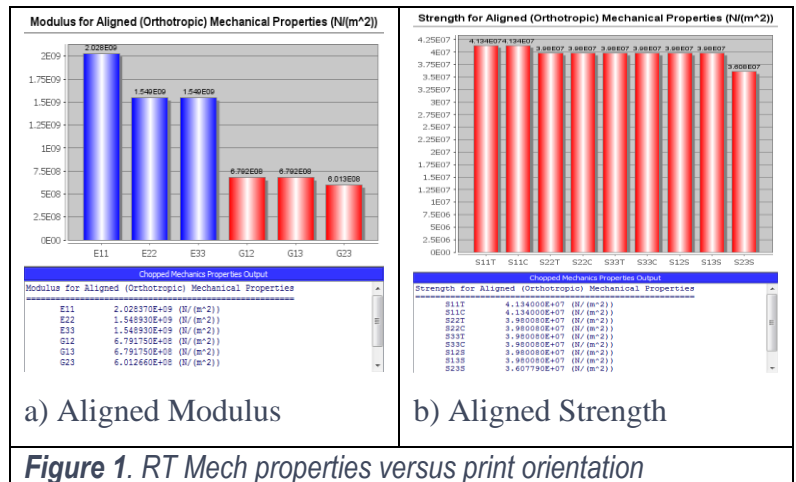 Modulus for Aligned (Orthotropic) Mechanical Properties (N/(m^2))
2E09
1.75E09
1.5E09
1.25E09
1E09
7.5E08
5E08
2.5E08
0E00
2.028E09
1.549E09
1.549E09
6.792E08
6.792E08
6.013E08
E11 E22 E33 G12 G13 G23
Chopped Mechanics Properties Output
Modulus for Aligned (Orthotropic) Mechanical Properties
E11 2.028370E+09 (N/(m^2))
E22 1.548930E+09 (N/(m^2))
E33 1.548930E+09 (N/(m^2))
G12 6.791750E+08 (N/(m^2))
G13 6.791750E+08 (N/(m^2))
G23 6.012660E+08 (N/(m^2))
a) Aligned Modulus
Strength for Aligned (Orthotropic) Mechanical Properties (N/(m^2))
4.25E07
4E07
3.75E07
3.5E07
3.25E07
3E07
2.75E07
2.5E07
2.25E07
2E07
1.75E07
1.5E07
1.25E07
1E07
7.5E06
5E06
2.5E06
0E00
4.134E07 4.134E07
3.98E07 3.98E07 3.98E07 3.98E07 3.98E07 3.98E07
3.608E07
S11T S11C S22T S22C S33T S33C S12S S13S S23S
Chopped Mechanics Properties Output
Strength for Aligned (Orthotropic) Mechanical Properties
S11T 4.134000E+07 (N/(m^2))
S11C 4.134000E+07 (N/(m^2))
S22T 3.980080E+07 (N/(m^2))
S22C 3.980080E+07 (N/(m^2))
S33T 3.980080E+07 (N/(m^2))
S33C 3.980080E+07 (N/(m^2))
S12S 3.980080E+07 (N/(m^2))
S13S 3.980080E+07 (N/(m^2))
S23S 3.607790E+07 (N/(m^2))
b) Aligned Strength
Figure 1. RT Mech properties versus print orientation